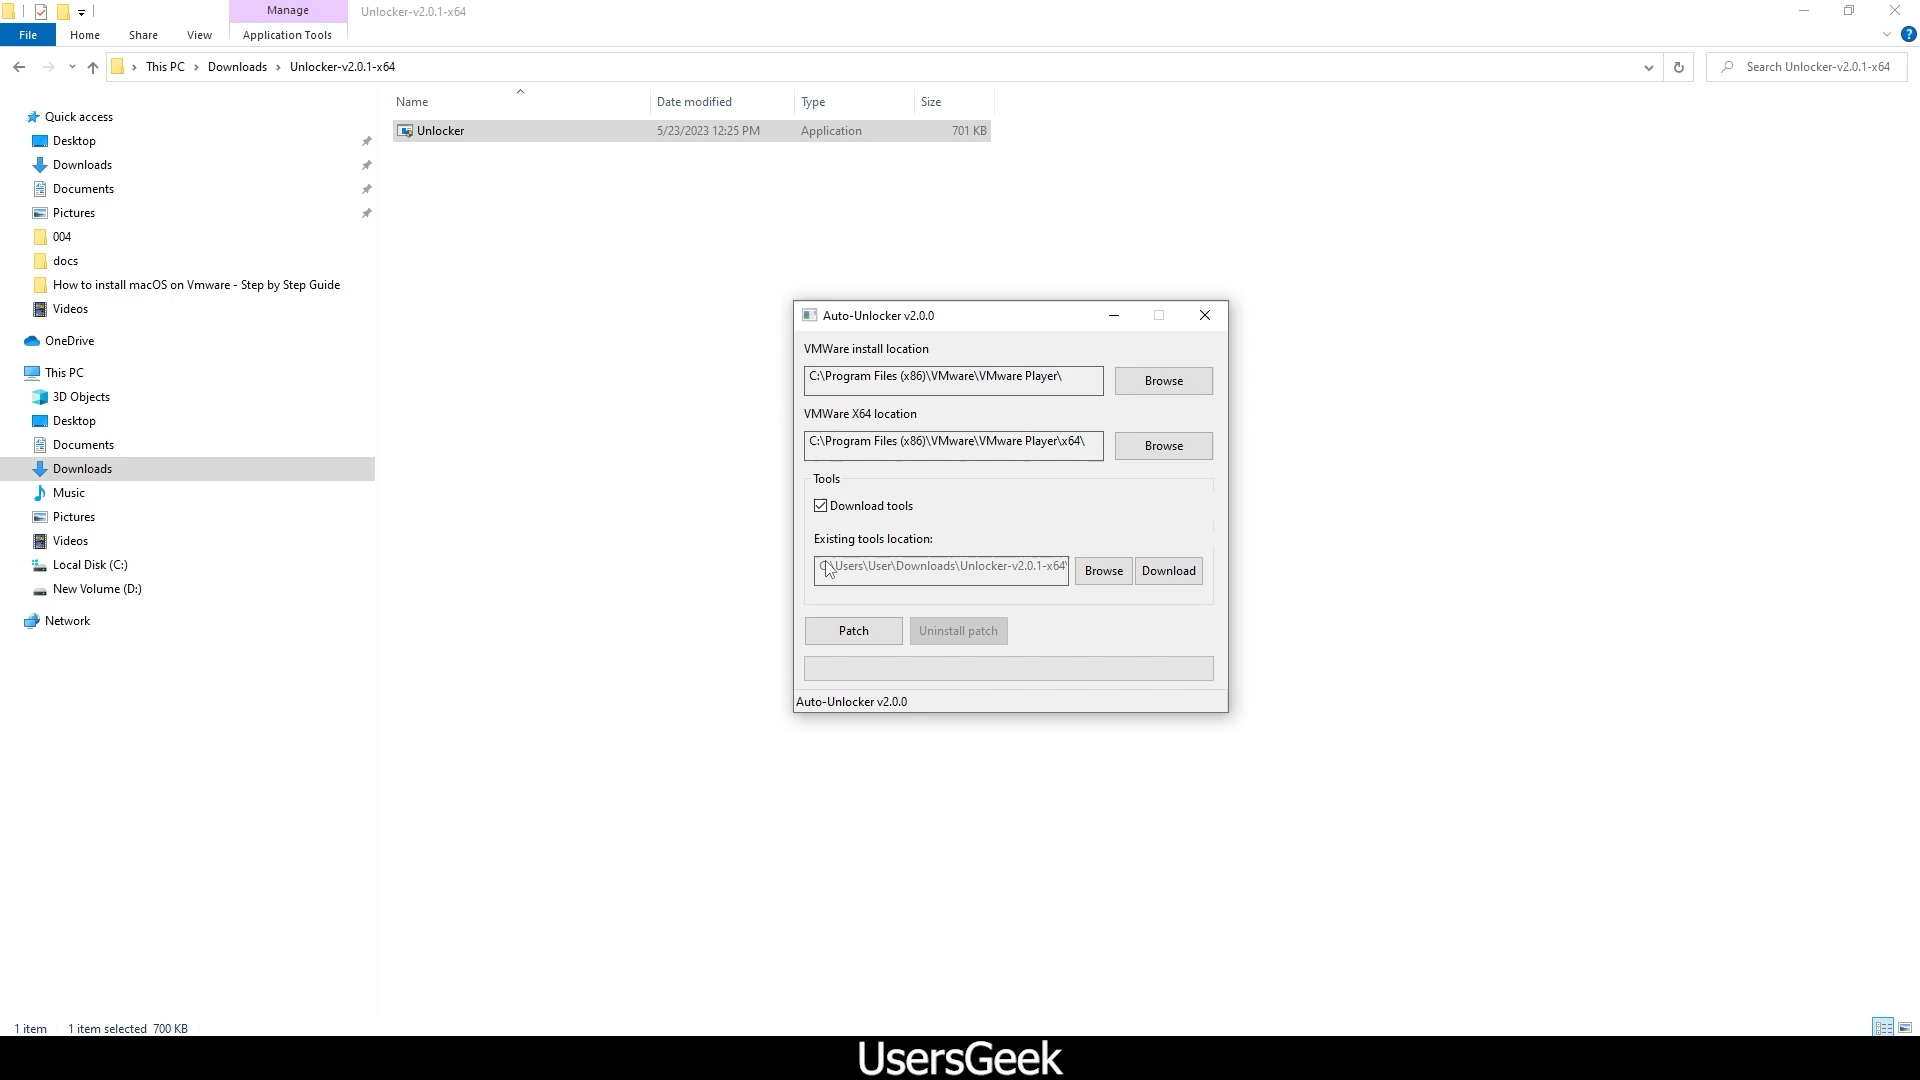 Manage
Unlocker-v2.0.1-x64
File
Home
Share
View
Application Tools
This PC
Downloads
Unlocker-v2.0.1-x64
Search Unlocker-v2.0.1-x64
Name
Date modified
Type
Size
Unlocker
5/23/2023 12:25 PM
Application
701 KB
Quick access
Desktop
Downloads
Documents
Pictures
004
docs
How to install macOS on Vmware - Step by Step Guide
Videos
OneDrive
This PC
3D Objects
Desktop
Documents
Downloads
Music
Pictures
Videos
Local Disk (C:)
New Volume (D:)
Network
Auto-Unlocker v2.0.0
VMWare install location
C:\Program Files (x86)\VMware\VMware Player\
Browse
VMWare X64 location
C:\Program Files (x86)\VMware\VMware Player\x64\
Browse
Tools
Download tools
Existing tools location:
C:\Users\User\Downloads\Unlocker-v2.0.1-x64\
Browse
Download
Patch
Uninstall patch
Auto-Unlocker v2.0.0
1 item
1 item selected 700 KB
UsersGeek